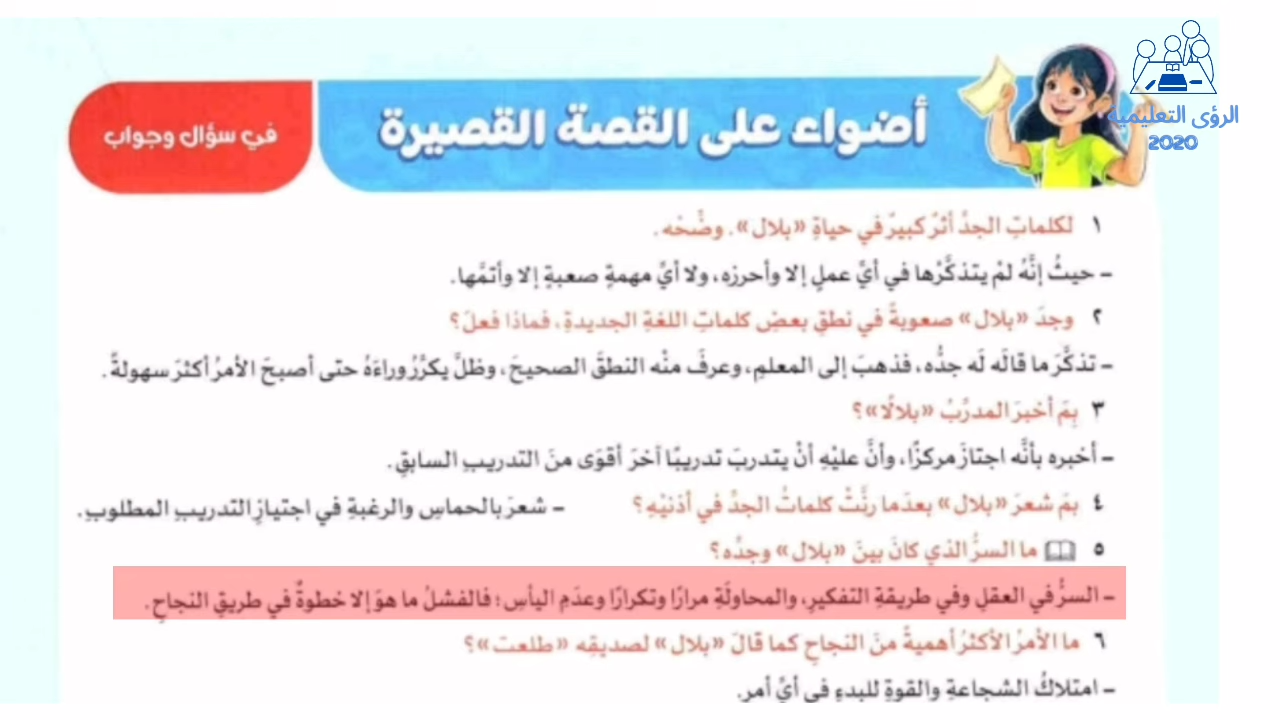 الرؤى التعليمية
2020
أضواء على القصة القصيرة
في سؤال وجواب
١ لكلماتِ الجدِّ أثرٌ كبيرٌ في حياةِ «بلال». وضِّحْه.
- حيثُ إنَّهُ لمْ يتذكَّرْها في أيِّ عملٍ إلا وأحرزه، ولا أيِّ مهمةٍ صعبةٍ إلا وأتمَّها.
٢ وجدَ «بلال» صعوبةً في نطقِ بعضِ كلماتِ اللغةِ الجديدةِ، فماذا فعلَ؟
- تذكَّرَ ما قالَه لَه جدُّه، فذهبَ إلى المعلمِ، وعرفَ منْه النطقَ الصحيحَ، وظلَّ يكرِّرُ وراءَهُ حتى أصبحَ الأمرُ أكثرَ سهولةً.
٣ بِمَ أخبرَ المدرِّبُ «بلالًا»؟
- أخبره بأنَّه اجتازَ مركزًا، وأنَّ عليْهِ أنْ يتدربَ تدريبًا آخرَ أقوَى منَ التدريبِ السابقِ.
٤ بمَ شعرَ «بلال» بعدَما رنَّتْ كلماتُ الجدِّ في أذنيْهِ؟ - شعرَ بالحماسِ والرغبةِ في اجتيازِ التدريبِ المطلوبِ.
٥ ما السرُّ الذي كانَ بينَ «بلال» وجدِّه؟
- السرُّ في العقلِ وفي طريقةِ التفكيرِ، والمحاولَةِ مرارًا وتكرارًا وعدَمِ اليأسِ؛ فالفشلُ ما هوَ إلا خطوةٌ في طريقِ النجاحِ.
٦ ما الأمرُ الأكثرُ أهميةً منَ النجاحِ كما قالَ «بلال» لصديقِه «طلعت»؟
- امتلاكُ الشجاعةِ والقوةِ للبدءِ في أيِّ أمرٍ.